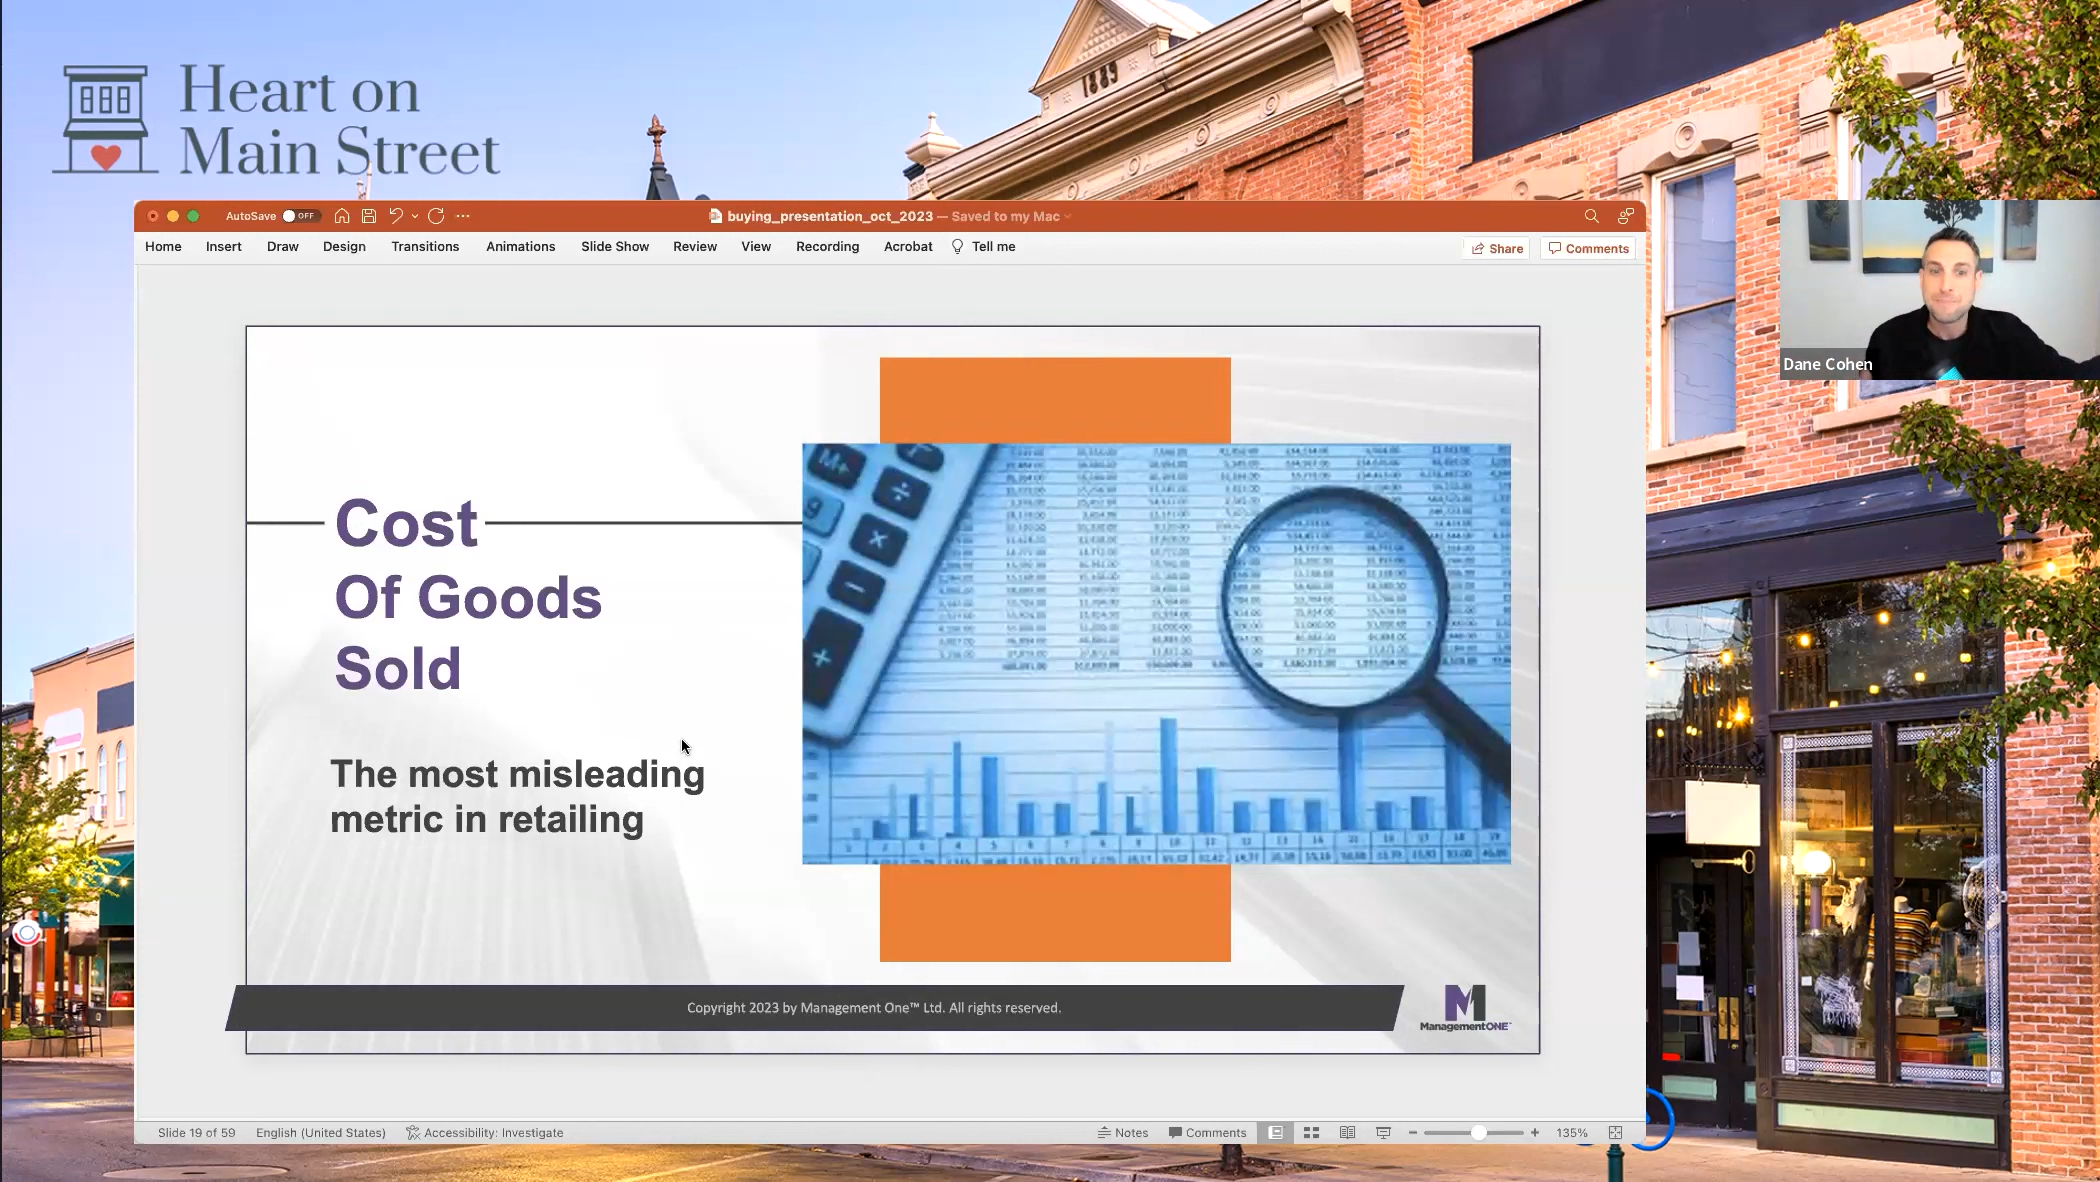 1889
Heart on
Main Street
AutoSave OFF
buying_presentation_oct_2023 — Saved to my Mac
Home Insert Draw Design Transitions Animations Slide Show Review View Recording Acrobat Tell me
Share Comments
Dane Cohen
Cost
Of Goods
Sold
The most misleading
metric in retailing
M+
Copyright 2023 by Management One™ Ltd. All rights reserved.
M
ManagementONE™
Slide 19 of 59 English (United States) Accessibility: Investigate Notes Comments 135%